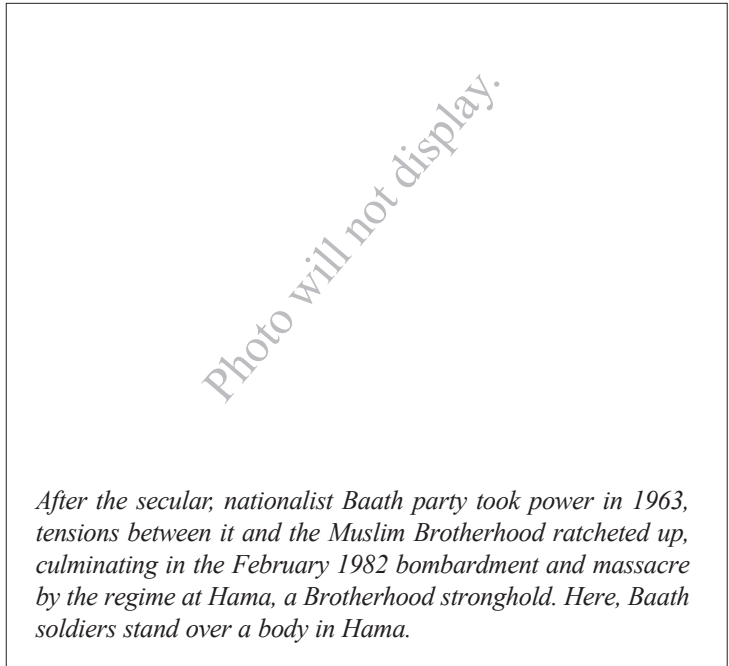 Photo will not display.
After the secular, nationalist Baath party took power in 1963,
tensions between it and the Muslim Brotherhood ratcheted up,
culminating in the February 1982 bombardment and massacre
by the regime at Hama, a Brotherhood stronghold. Here, Baath
soldiers stand over a body in Hama.